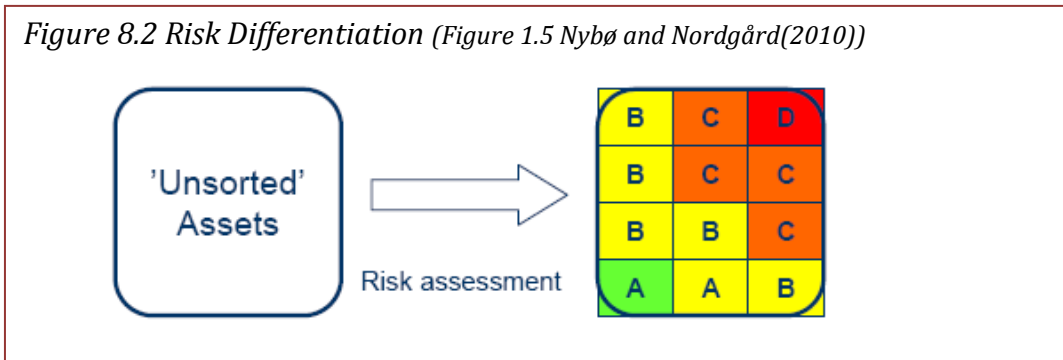 Figure 8.2 Risk Differentiation (Figure 1.5 Nybø and Nordgård(2010))
’Unsorted’
Assets
Risk assessment
B C D
B C C
B B C
A A B